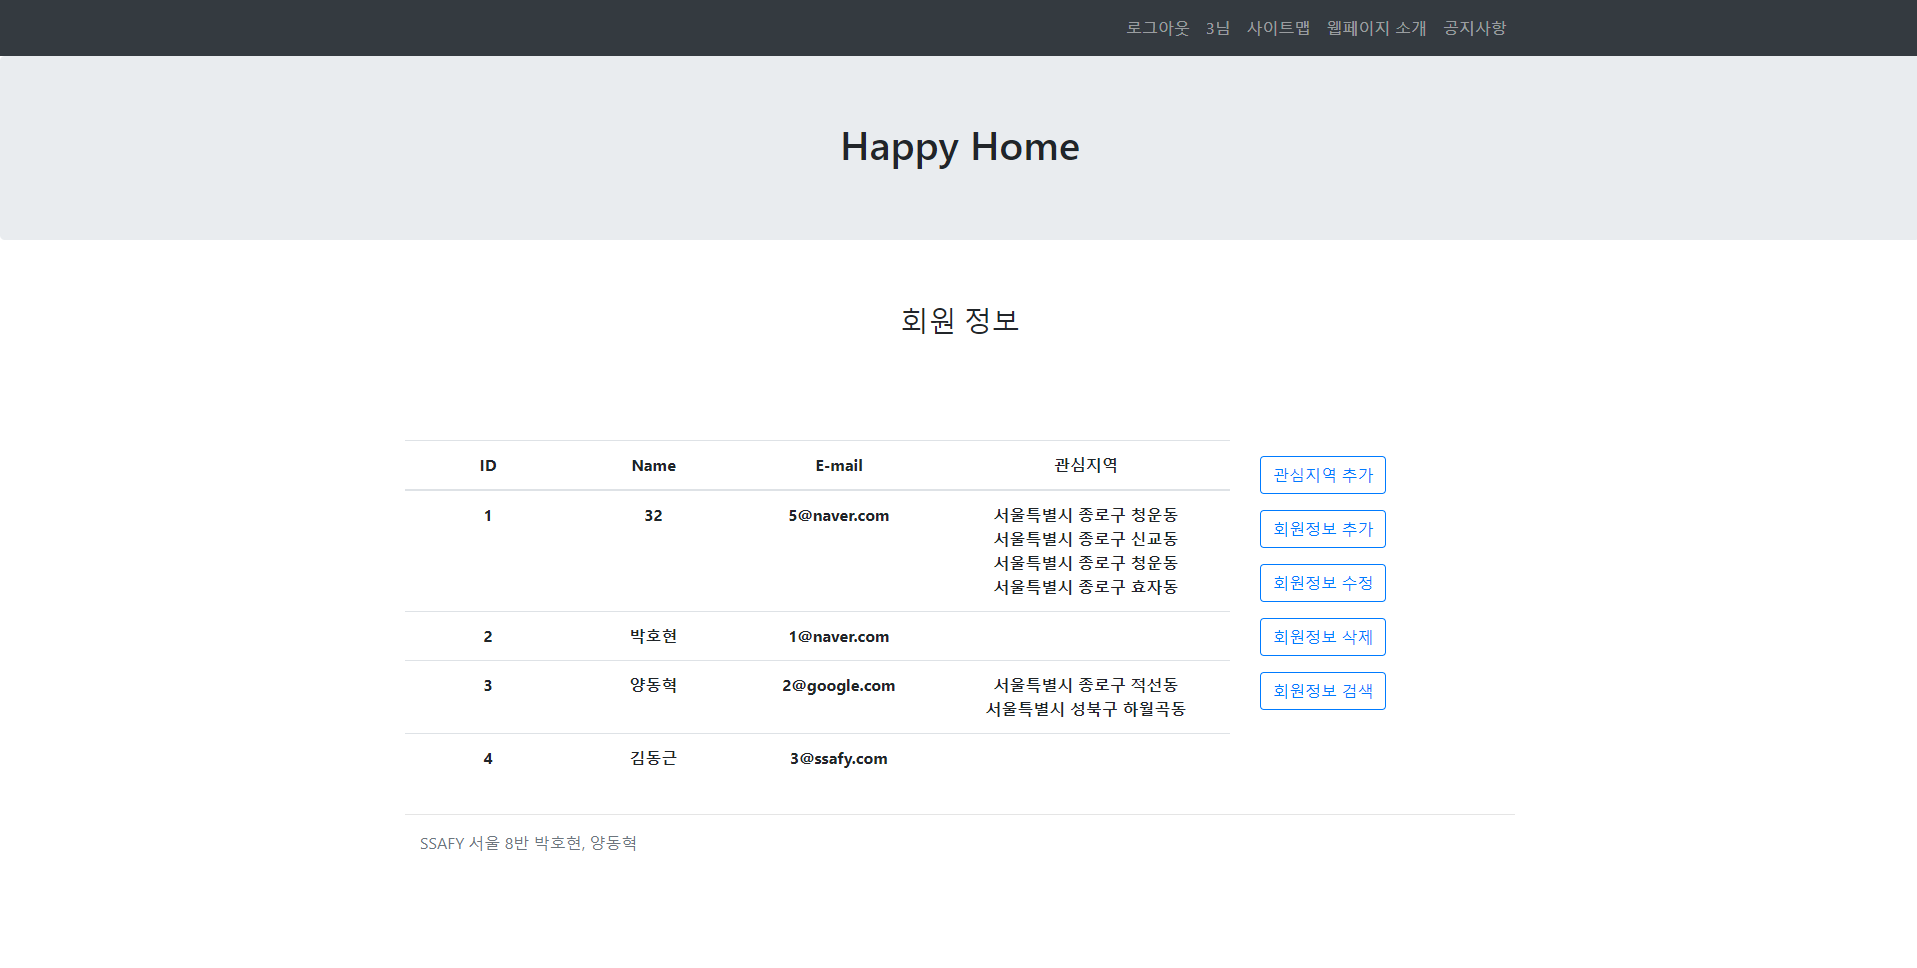 로그아웃 3님 사이트맵 웹페이지 소개 공지사항
Happy Home
회원 정보
ID Name E-mail 관심지역
1 32 5@naver.com 서울특별시 종로구 청운동
서울특별시 종로구 신교동
서울특별시 종로구 청운동
서울특별시 종로구 효자동
2 박호현 1@naver.com
3 양동혁 2@google.com 서울특별시 종로구 적선동
서울특별시 성북구 하월곡동
4 김동근 3@ssafy.com
관심지역 추가
회원정보 추가
회원정보 수정
회원정보 삭제
회원정보 검색
SSAFY 서울 8반 박호현, 양동혁